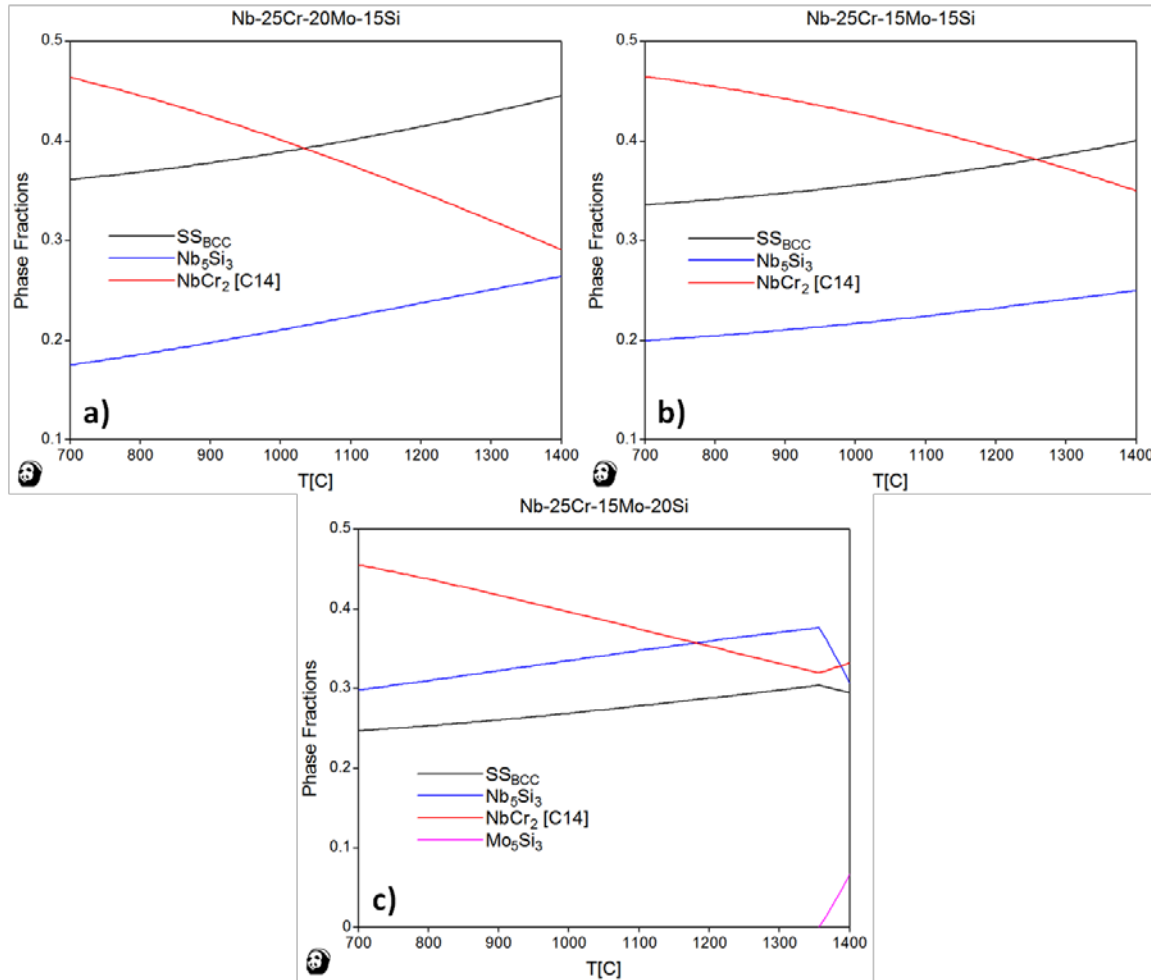 Nb-25Cr-20Mo-15Si
0.5
0.4
0.3
0.2
0.1
Phase Fractions
SS_BCC
Nb₅Si₃
NbCr₂ [C14]
a)
700 800 900 1000 1100 1200 1300 1400
T[C]
Nb-25Cr-15Mo-15Si
0.5
0.4
0.3
0.2
0.1
Phase Fractions
SS_BCC
Nb₅Si₃
NbCr₂ [C14]
b)
700 800 900 1000 1100 1200 1300 1400
T[C]
Nb-25Cr-15Mo-20Si
0.5
0.4
0.3
0.2
0.1
0
Phase Fractions
SS_BCC
Nb₅Si₃
NbCr₂ [C14]
Mo₅Si₃
c)
700 800 900 1000 1100 1200 1300 1400
T[C]